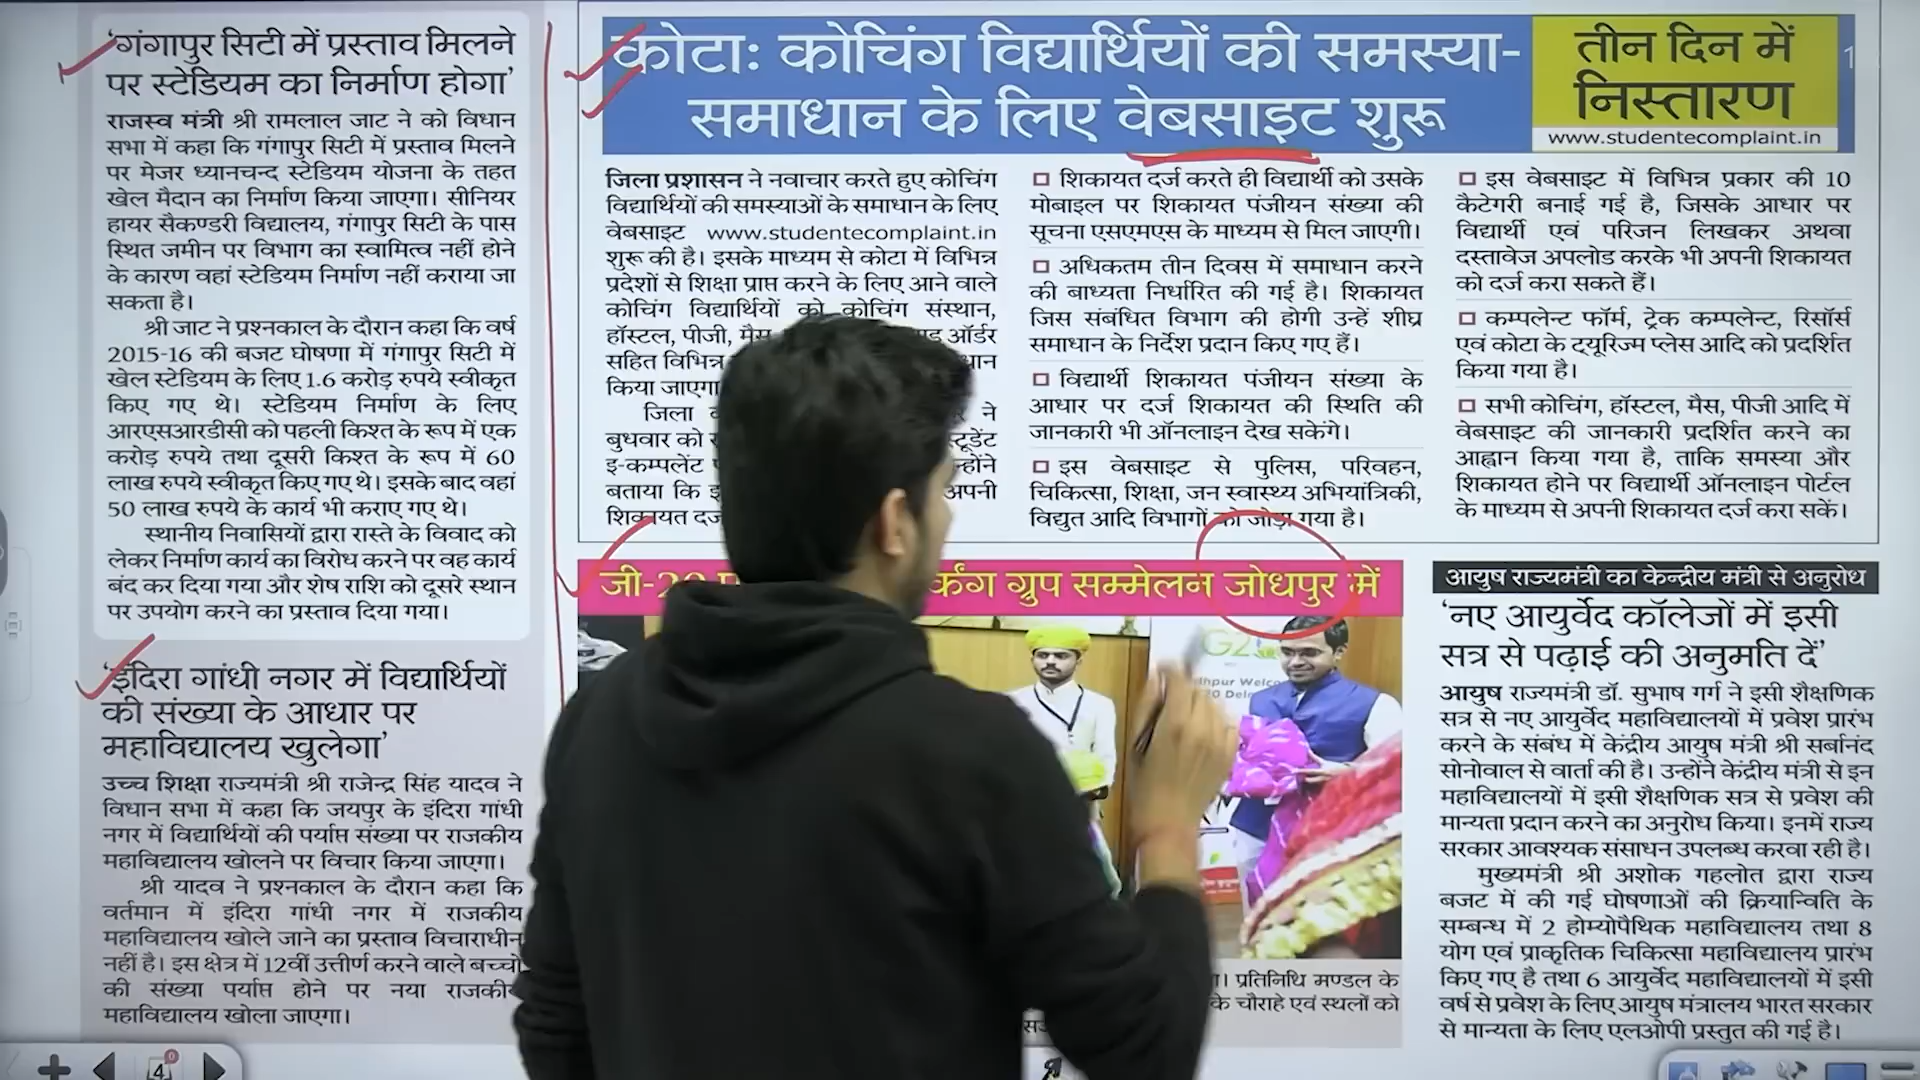 ‘गंगापुर सिटी में प्रस्ताव मिलने
पर स्टेडियम का निर्माण होगा’
राजस्व मंत्री श्री रामलाल जाट ने को विधान
सभा में कहा कि गंगापुर सिटी में प्रस्ताव मिलने
पर मेजर ध्यानचन्द स्टेडियम योजना के तहत
खेल मैदान का निर्माण किया जाएगा। सीनियर
हायर सैकण्डरी विद्यालय, गंगापुर सिटी के पास
स्थित जमीन पर विभाग का स्वामित्व नहीं होने
के कारण वहां स्टेडियम निर्माण नहीं कराया जा
सकता है।
श्री जाट ने प्रश्नकाल के दौरान कहा कि वर्ष
2015-16 की बजट घोषणा में गंगापुर सिटी में
खेल स्टेडियम के लिए 1.6 करोड़ रुपये स्वीकृत
किए गए थे। स्टेडियम निर्माण के लिए
आरएसआरडीसी को पहली किश्त के रूप में एक
करोड़ रुपये तथा दूसरी किश्त के रूप में 60
लाख रुपये स्वीकृत किए गए थे। इसके बाद वहां
50 लाख रुपये के कार्य भी कराए गए थे।
स्थानीय निवासियों द्वारा रास्ते के विवाद को
लेकर निर्माण कार्य का विरोध करने पर वह कार्य
बंद कर दिया गया और शेष राशि को दूसरे स्थान
पर उपयोग करने का प्रस्ताव दिया गया।
‘इंदिरा गांधी नगर में विद्यार्थियों
की संख्या के आधार पर
महाविद्यालय खुलेगा’
उच्च शिक्षा राज्यमंत्री श्री राजेन्द्र सिंह यादव ने
विधान सभा में कहा कि जयपुर के इंदिरा गांधी
नगर में विद्यार्थियों की पर्याप्त संख्या पर राजकीय
महाविद्यालय खोलने पर विचार किया जाएगा।
श्री यादव ने प्रश्नकाल के दौरान कहा कि
वर्तमान में इंदिरा गांधी नगर में राजकीय
महाविद्यालय खोले जाने का प्रस्ताव विचाराधीन
नहीं है। इस क्षेत्र में 12वीं उत्तीर्ण करने वाले बच्चों
की संख्या पर्याप्त होने पर नया राजकीय
महाविद्यालय खोला जाएगा।
कोटाः कोचिंग विद्यार्थियों की समस्या-
समाधान के लिए वेबसाइट शुरू
तीन दिन में
निस्तारण
www.studentecomplaint.in
जिला प्रशासन ने नवाचार करते हुए कोचिंग
विद्यार्थियों की समस्याओं के समाधान के लिए
वेबसाइट www.studentecomplaint.in
शुरू की है। इसके माध्यम से कोटा में विभिन्न
प्रदेशों से शिक्षा प्राप्त करने के लिए आने वाले
कोचिंग विद्यार्थियों को कोचिंग संस्थान,
हॉस्टल, पीजी, मैस ऑर्डर
सहित विभिन्न
किया जाएगा
जिला ने
बुधवार को
इ-कम्पलेंट
बताया कि अपनी
शिकायत दर्ज
शिकायत दर्ज करते ही विद्यार्थी को उसके
मोबाइल पर शिकायत पंजीयन संख्या की
सूचना एसएमएस के माध्यम से मिल जाएगी।
अधिकतम तीन दिवस में समाधान करने
की बाध्यता निर्धारित की गई है। शिकायत
जिस संबंधित विभाग की होगी उन्हें शीघ्र
समाधान के निर्देश प्रदान किए गए हैं।
विद्यार्थी शिकायत पंजीयन संख्या के
आधार पर दर्ज शिकायत की स्थिति की
जानकारी भी ऑनलाइन देख सकेंगे।
इस वेबसाइट से पुलिस, परिवहन,
चिकित्सा, शिक्षा, जन स्वास्थ्य अभियांत्रिकी,
विद्युत आदि विभागों को जोड़ा गया है।
इस वेबसाइट में विभिन्न प्रकार की 10
कैटेगरी बनाई गई है, जिसके आधार पर
विद्यार्थी एवं परिजन लिखकर अथवा
दस्तावेज अपलोड करके भी अपनी शिकायत
को दर्ज करा सकते हैं।
कम्पलेन्ट फॉर्म, ट्रेक कम्पलेन्ट, रिसोर्स
एवं कोटा के ट्यूरिज्म प्लेस आदि को प्रदर्शित
किया गया है।
सभी कोचिंग, हॉस्टल, मैस, पीजी आदि में
वेबसाइट की जानकारी प्रदर्शित करने का
आह्वान किया गया है, ताकि समस्या और
शिकायत होने पर विद्यार्थी ऑनलाइन पोर्टल
के माध्यम से अपनी शिकायत दर्ज करा सकें।
जी-20 ग्रुप सम्मेलन जोधपुर में
G20
। प्रतिनिधि मण्डल के
के चौराहे एवं स्थलों को
आयुष राज्यमंत्री का केन्द्रीय मंत्री से अनुरोध
‘नए आयुर्वेद कॉलेजों में इसी
सत्र से पढ़ाई की अनुमति दें’
आयुष राज्यमंत्री डॉ. सुभाष गर्ग ने इसी शैक्षणिक
सत्र से नए आयुर्वेद महाविद्यालयों में प्रवेश प्रारंभ
करने के संबंध में केंद्रीय आयुष मंत्री श्री सर्बानंद
सोनोवाल से वार्ता की है। उन्होंने केंद्रीय मंत्री से इन
महाविद्यालयों में इसी शैक्षणिक सत्र से प्रवेश की
मान्यता प्रदान करने का अनुरोध किया। इनमें राज्य
सरकार आवश्यक संसाधन उपलब्ध करवा रही है।
मुख्यमंत्री श्री अशोक गहलोत द्वारा राज्य
बजट में की गई घोषणाओं की क्रियान्विति के
सम्बन्ध में 2 होम्योपैथिक महाविद्यालय तथा 8
योग एवं प्राकृतिक चिकित्सा महाविद्यालय प्रारंभ
किए गए है तथा 6 आयुर्वेद महाविद्यालयों में इसी
वर्ष से प्रवेश के लिए आयुष मंत्रालय भारत सरकार
से मान्यता के लिए एलओपी प्रस्तुत की गई है।
4